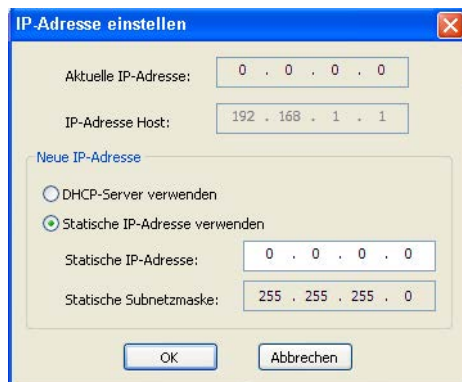 IP-Adresse einstellen
Aktuelle IP-Adresse: 0 . 0 . 0 . 0
IP-Adresse Host: 192 . 168 . 1 . 1
Neue IP-Adresse
DHCP-Server verwenden
Statische IP-Adresse verwenden
Statische IP-Adresse: 0 . 0 . 0 . 0
Statische Subnetzmaske: 255 . 255 . 255 . 0
OK Abbrechen